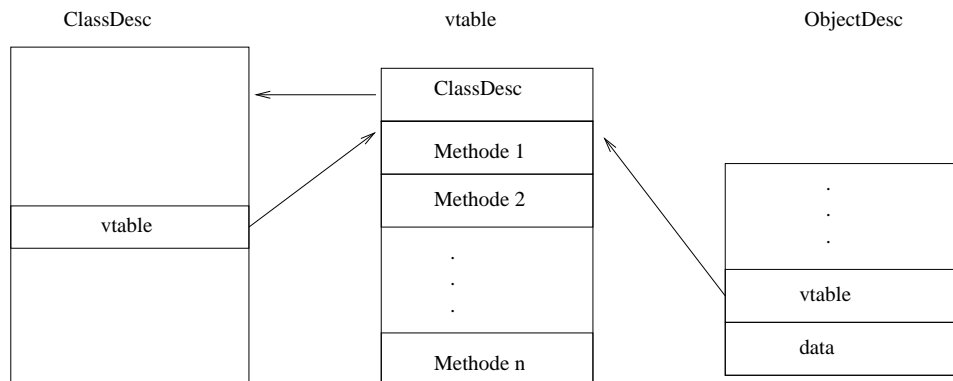 ClassDesc
vtable
vtable
ClassDesc
Methode 1
Methode 2
.
.
.
Methode n
ObjectDesc
.
.
.
vtable
data